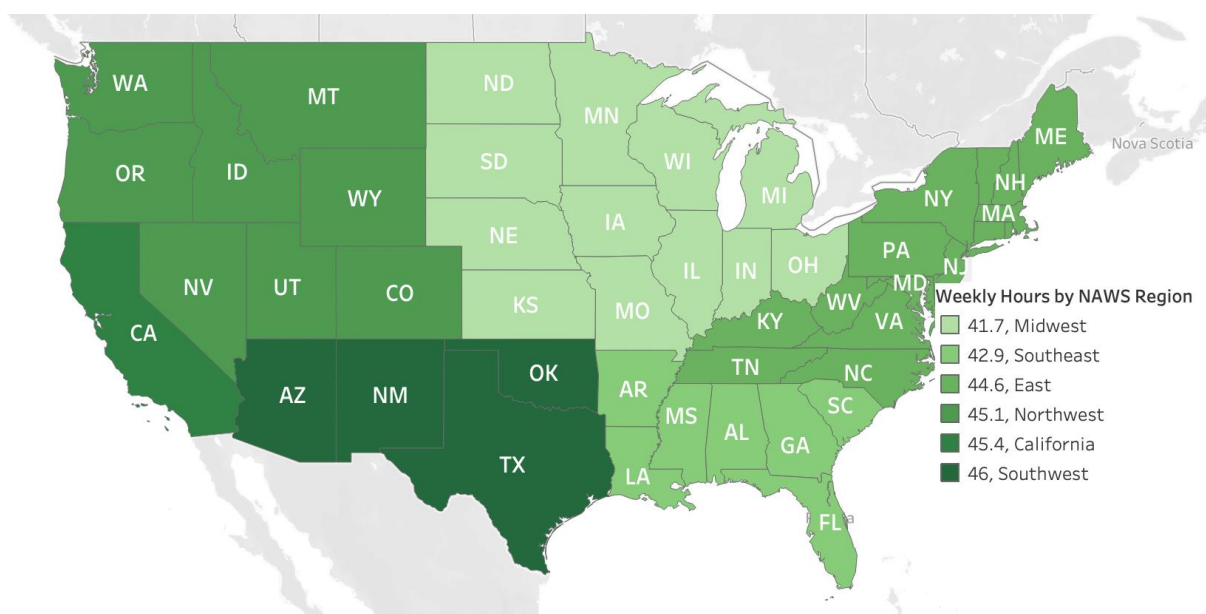 WA
MT
ND
MN
ME
Nova Scotia
OR
ID
SD
WI
MI
NH
WY
NY
MA
NE
IA
PA
NJ
NV
UT
CO
IL
IN
OH
MD
Weekly Hours by NAWS Region
KS
MO
WV
VA
KY
41.7, Midwest
CA
42.9, Southeast
TN
NC
44.6, East
AZ
NM
OK
AR
MS
AL
GA
SC
45.1, Northwest
45.4, California
TX
LA
46, Southwest
FL